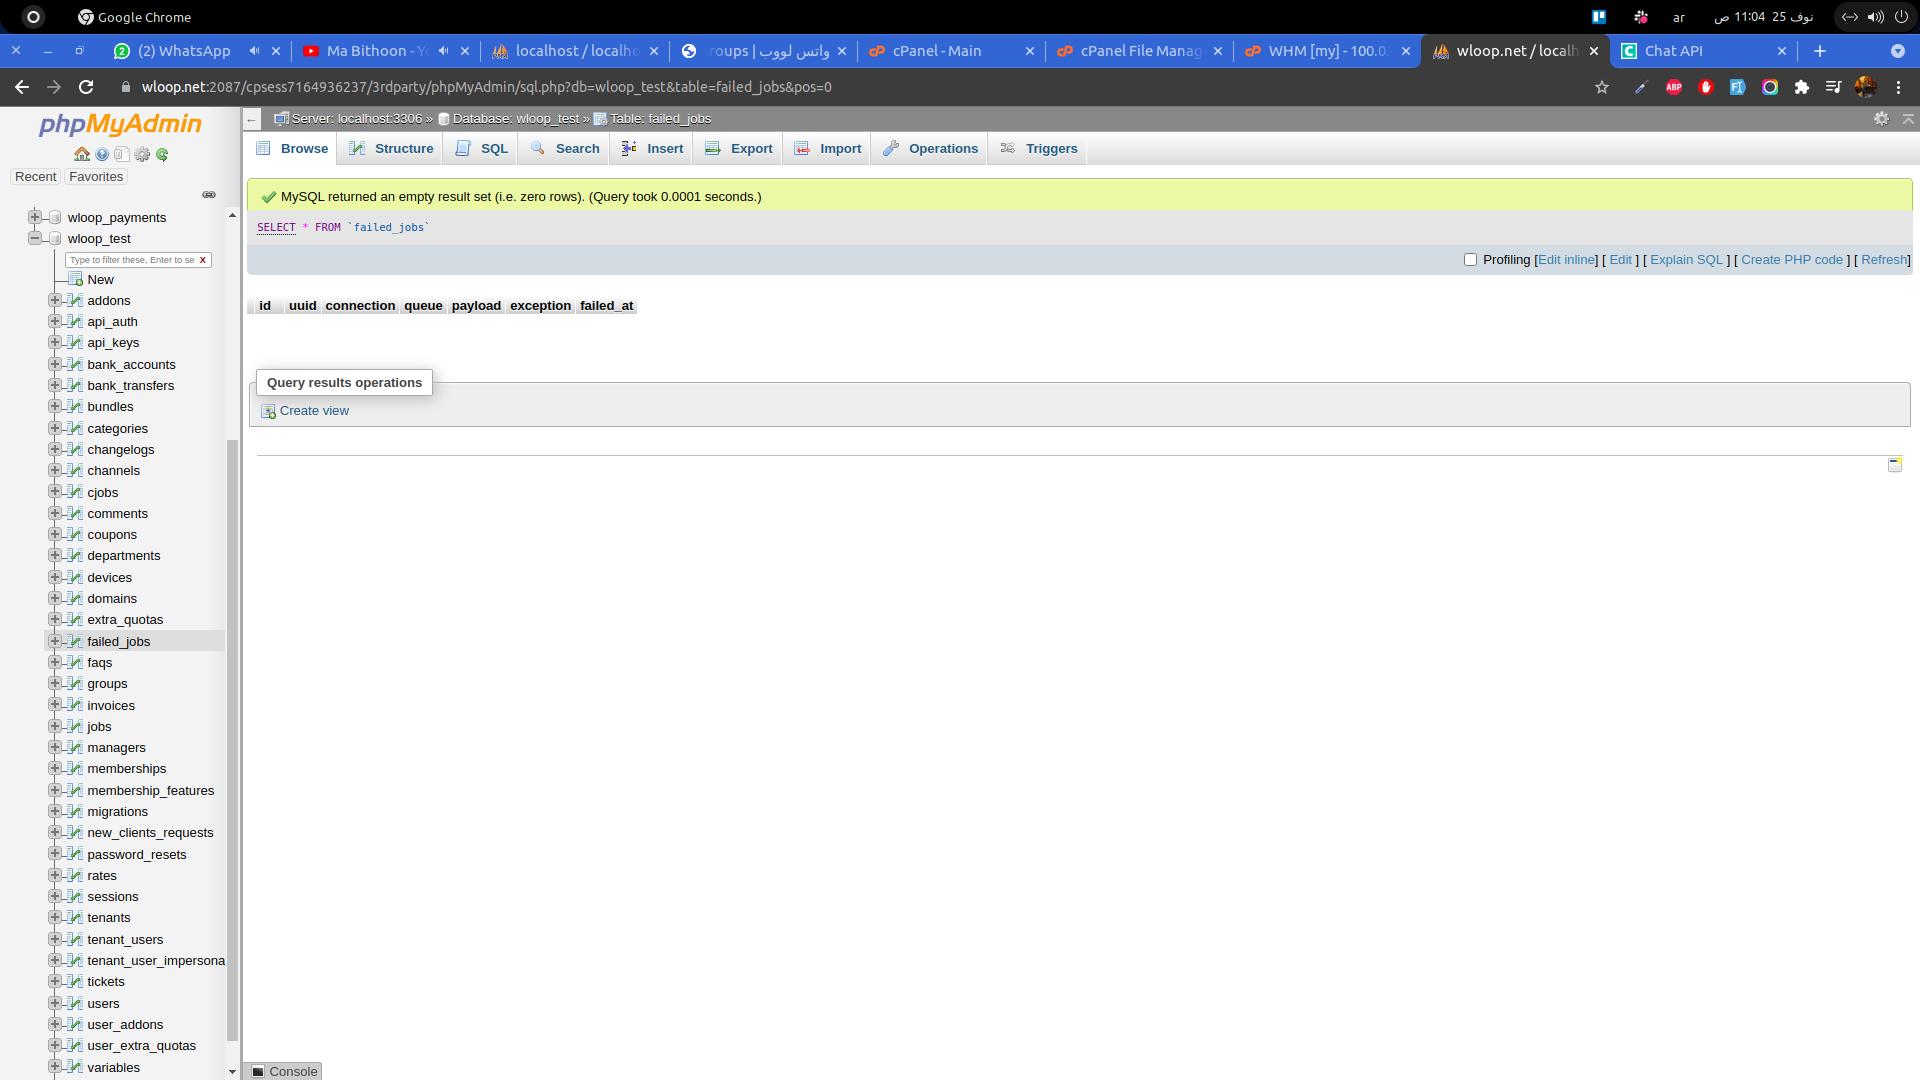 Google Chrome
ar
نوف 25 11:04 ص
(2) WhatsApp
Ma Bithoon - Yo
localhost / localho
roups | واتس لووب
cPanel - Main
cPanel File Manag
WHM [my] - 100.0.
wloop.net / localh
Chat API
wloop.net:2087/cpsess7164936237/3rdparty/phpMyAdmin/sql.php?db=wloop_test&table=failed_jobs&pos=0
ABP
phpMyAdmin
Recent
Favorites
wloop_payments
wloop_test
Type to filter these, Enter to se X
New
addons
api_auth
api_keys
bank_accounts
bank_transfers
bundles
categories
changelogs
channels
cjobs
comments
coupons
departments
devices
domains
extra_quotas
failed_jobs
faqs
groups
invoices
jobs
managers
memberships
membership_features
migrations
new_clients_requests
password_resets
rates
sessions
tenants
tenant_users
tenant_user_impersona
tickets
users
user_addons
user_extra_quotas
variables
Server: localhost:3306 » Database: wloop_test » Table: failed_jobs
Browse Structure SQL Search Insert Export Import Operations Triggers
MySQL returned an empty result set (i.e. zero rows). (Query took 0.0001 seconds.)
SELECT * FROM `failed_jobs`
Profiling [Edit inline] [ Edit ] [ Explain SQL ] [ Create PHP code ] [ Refresh]
id uuid connection queue payload exception failed_at
Query results operations
Create view
Console